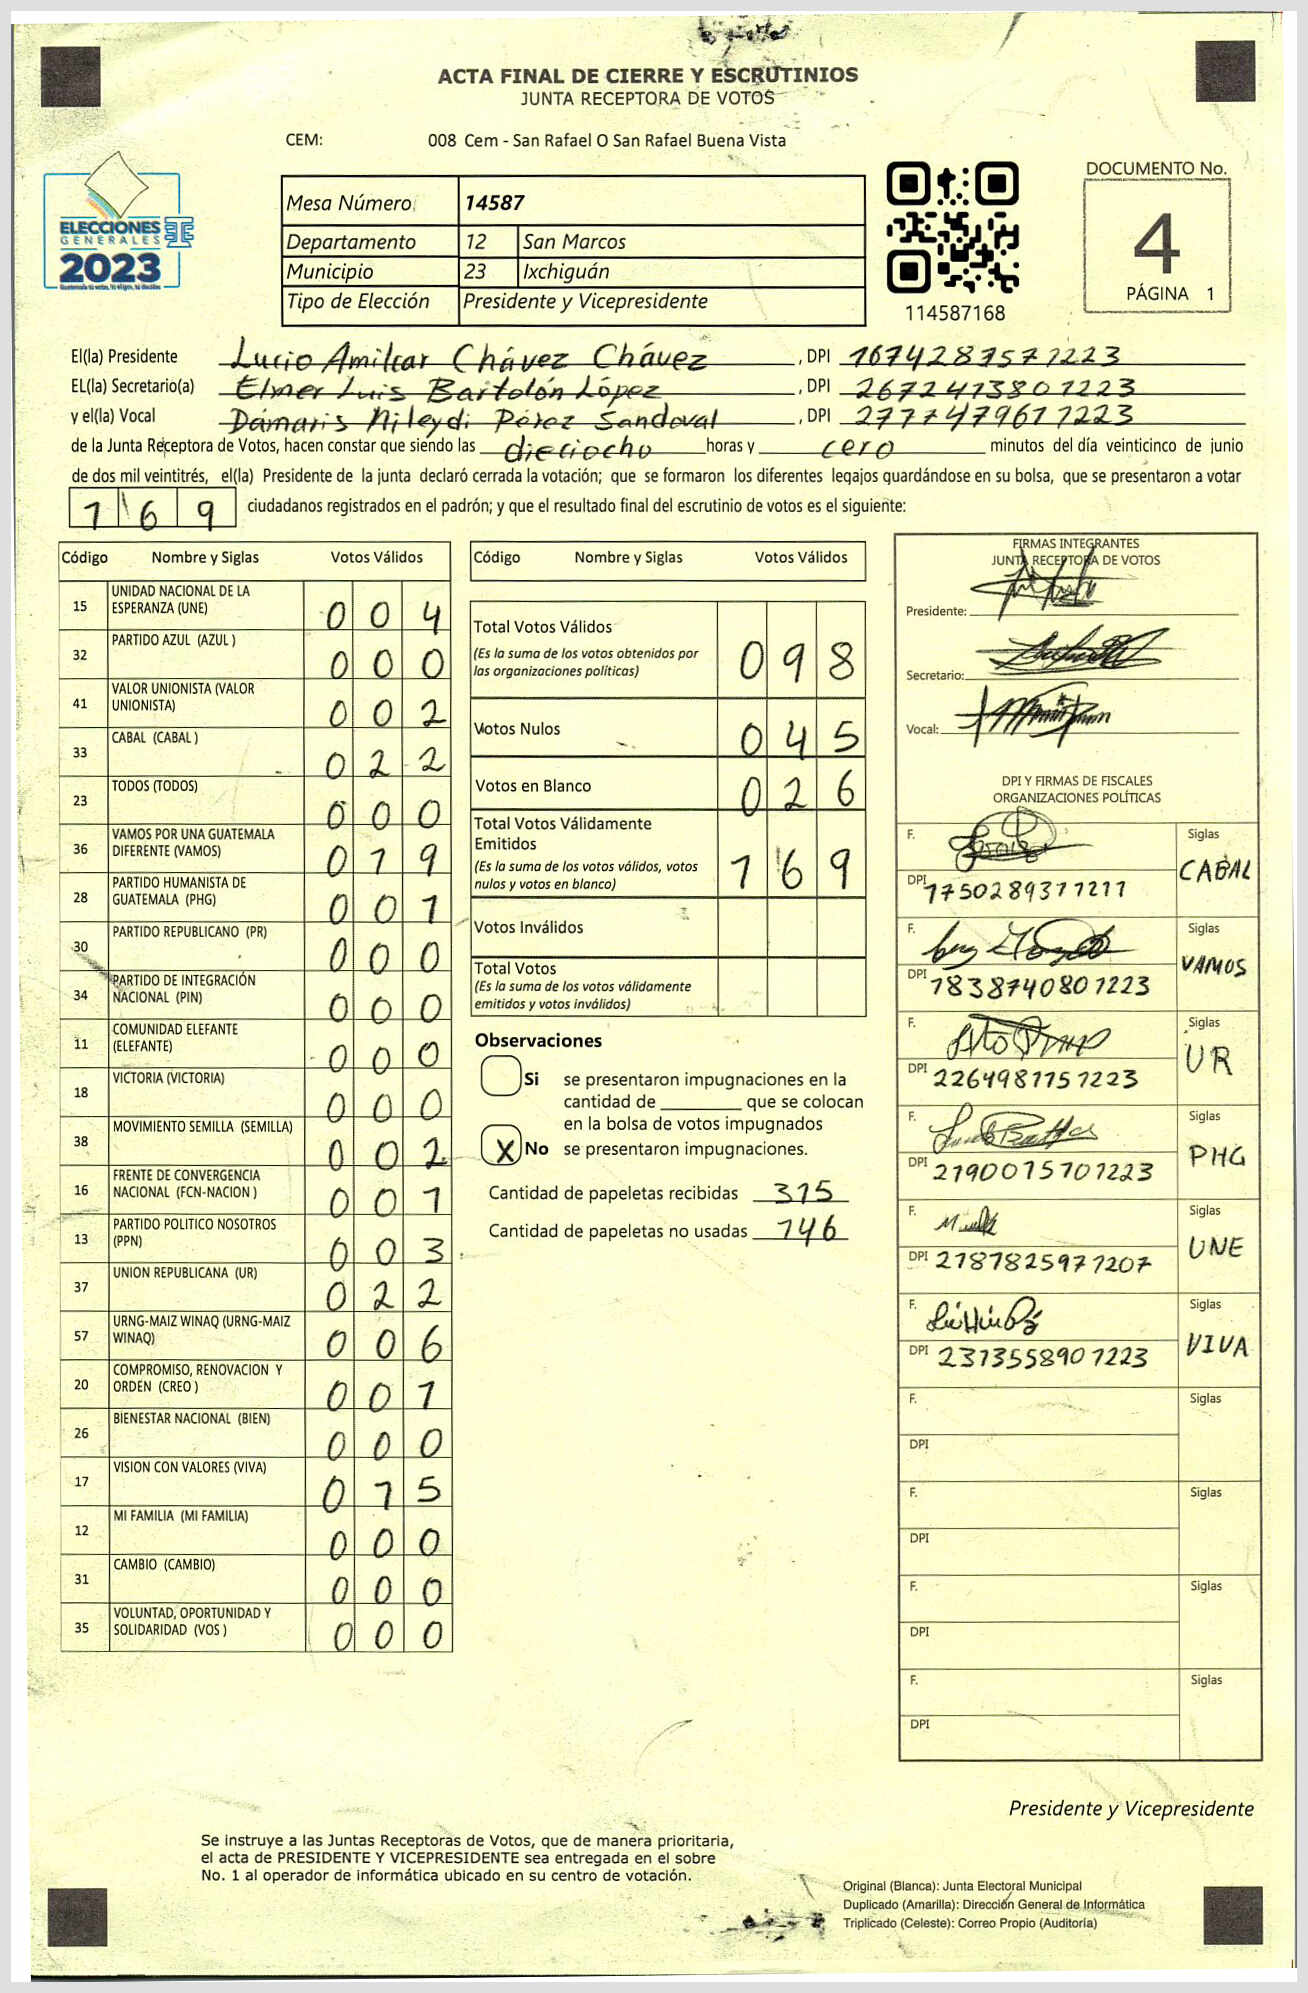 ACTA FINAL DE CIERRE Y ESCRUTINIOS
JUNTA RECEPTORA DE VOTOS
CEM: 008 Cem - San Rafael O San Rafael Buena Vista
ELECCIONES
GENERALES
2023
Mesa Número: 14587
Departamento 12 San Marcos
Municipio 23 Ixchiguán
Tipo de Elección Presidente y Vicepresidente
114587168
DOCUMENTO No.
4
PÁGINA 1
El(la) Presidente Lucio Amilcar Chávez Chávez, DPI 1674287571223
EL(la) Secretario(a) Elmer Luis Bartolón López, DPI 2672413801223
y el(la) Vocal Dámaris Nileydi Pérez Sandoval, DPI 2777479611223
de la Junta Receptora de Votos, hacen constar que siendo las dieciocho horas y cero minutos del día veinticinco de junio
de dos mil veintitrés, el(la) Presidente de la junta declaró cerrada la votación; que se formaron los diferentes legajos guardándose en su bolsa, que se presentaron a votar
169 ciudadanos registrados en el padrón; y que el resultado final del escrutinio de votos es el siguiente:
Código Nombre y Siglas Votos Válidos
15 UNIDAD NACIONAL DE LA
ESPERANZA (UNE) 0 0 4
32 PARTIDO AZUL (AZUL ) 0 0 0
41 VALOR UNIONISTA (VALOR
UNIONISTA) 0 0 2
33 CABAL (CABAL ) 0 2 2
23 TODOS (TODOS) 0 0 0
36 VAMOS POR UNA GUATEMALA
DIFERENTE (VAMOS) 0 1 9
28 PARTIDO HUMANISTA DE
GUATEMALA (PHG) 0 0 1
30 PARTIDO REPUBLICANO (PR) 0 0 0
34 PARTIDO DE INTEGRACIÓN
NACIONAL (PIN) 0 0 0
11 COMUNIDAD ELEFANTE
(ELEFANTE) 0 0 0
18 VICTORIA (VICTORIA) 0 0 0
38 MOVIMIENTO SEMILLA (SEMILLA) 0 0 2
16 FRENTE DE CONVERGENCIA
NACIONAL (FCN-NACION ) 0 0 1
13 PARTIDO POLITICO NOSOTROS
(PPN) 0 0 3
37 UNION REPUBLICANA (UR) 0 2 2
57 URNG-MAIZ WINAQ (URNG-MAIZ
WINAQ) 0 0 6
20 COMPROMISO, RENOVACION Y
ORDEN (CREO ) 0 0 1
26 BIENESTAR NACIONAL (BIEN) 0 0 0
17 VISION CON VALORES (VIVA) 0 1 5
12 MI FAMILIA (MI FAMILIA) 0 0 0
31 CAMBIO (CAMBIO) 0 0 0
35 VOLUNTAD, OPORTUNIDAD Y
SOLIDARIDAD (VOS ) 0 0 0
Código Nombre y Siglas Votos Válidos
Total Votos Válidos 0 9 8
(Es la suma de los votos obtenidos por
las organizaciones políticas)
Votos Nulos 0 4 5
Votos en Blanco 0 2 6
Total Votos Válidamente
Emitidos 1 6 9
(Es la suma de los votos válidos, votos
nulos y votos en blanco)
Votos Inválidos
Total Votos
(Es la suma de los votos válidamente
emitidos y votos inválidos)
Observaciones
Si se presentaron impugnaciones en la
cantidad de ________ que se colocan
en la bolsa de votos impugnados
X No se presentaron impugnaciones.
Cantidad de papeletas recibidas 315
Cantidad de papeletas no usadas 146
FIRMAS INTEGRANTES
JUNTA RECEPTORA DE VOTOS
Presidente:
Secretario:
Vocal:
DPI Y FIRMAS DE FISCALES
ORGANIZACIONES POLÍTICAS
F. Siglas
DPI 1750289371211 CABAL
F. Siglas
DPI 1838740801223 VAMOS
F. Siglas
DPI 2264981151223 UR
F. Siglas
DPI 2190015701223 PHG
F. Siglas
DPI 2187825971207 UNE
F. Siglas
DPI 2313558901223 VIVA
F. Siglas
DPI
F. Siglas
DPI
F. Siglas
DPI
F. Siglas
DPI
Presidente y Vicepresidente
Se instruye a las Juntas Receptoras de Votos, que de manera prioritaria,
el acta de PRESIDENTE Y VICEPRESIDENTE sea entregada en el sobre
No. 1 al operador de informática ubicado en su centro de votación.
Original (Blanca): Junta Electoral Municipal
Duplicado (Amarilla): Dirección General de Informática
Triplicado (Celeste): Correo Propio (Auditoría)